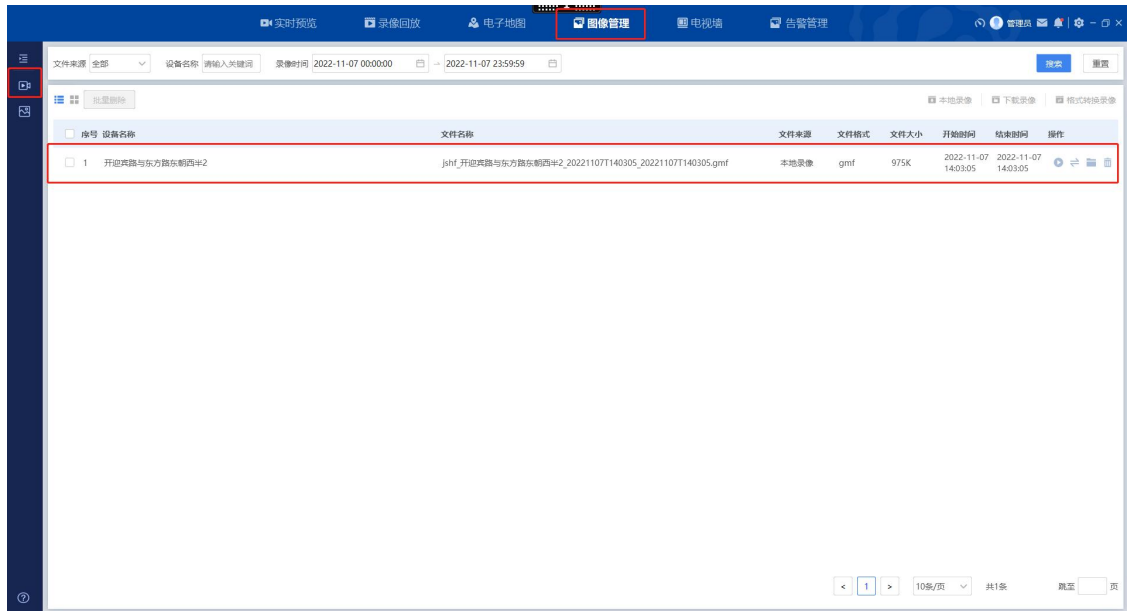 实时预览 录像回放 电子地图 图像管理 电视墙 告警管理 管理员
文件来源 全部 设备名称 请输入关键词 录像时间 2022-11-07 00:00:00 → 2022-11-07 23:59:59 搜索 重置
批量删除 本地录像 下载录像 格式转换录像
序号 设备名称 文件名称 文件来源 文件格式 文件大小 开始时间 结束时间 操作
1 开迎宾路与东方路东朝西半2 jshf_开迎宾路与东方路东朝西半2_20221107T140305_20221107T140305.gmf 本地录像 gmf 975K 2022-11-07 2022-11-07
14:03:05 14:03:05
< 1 > 10条/页 共1条 跳至 页